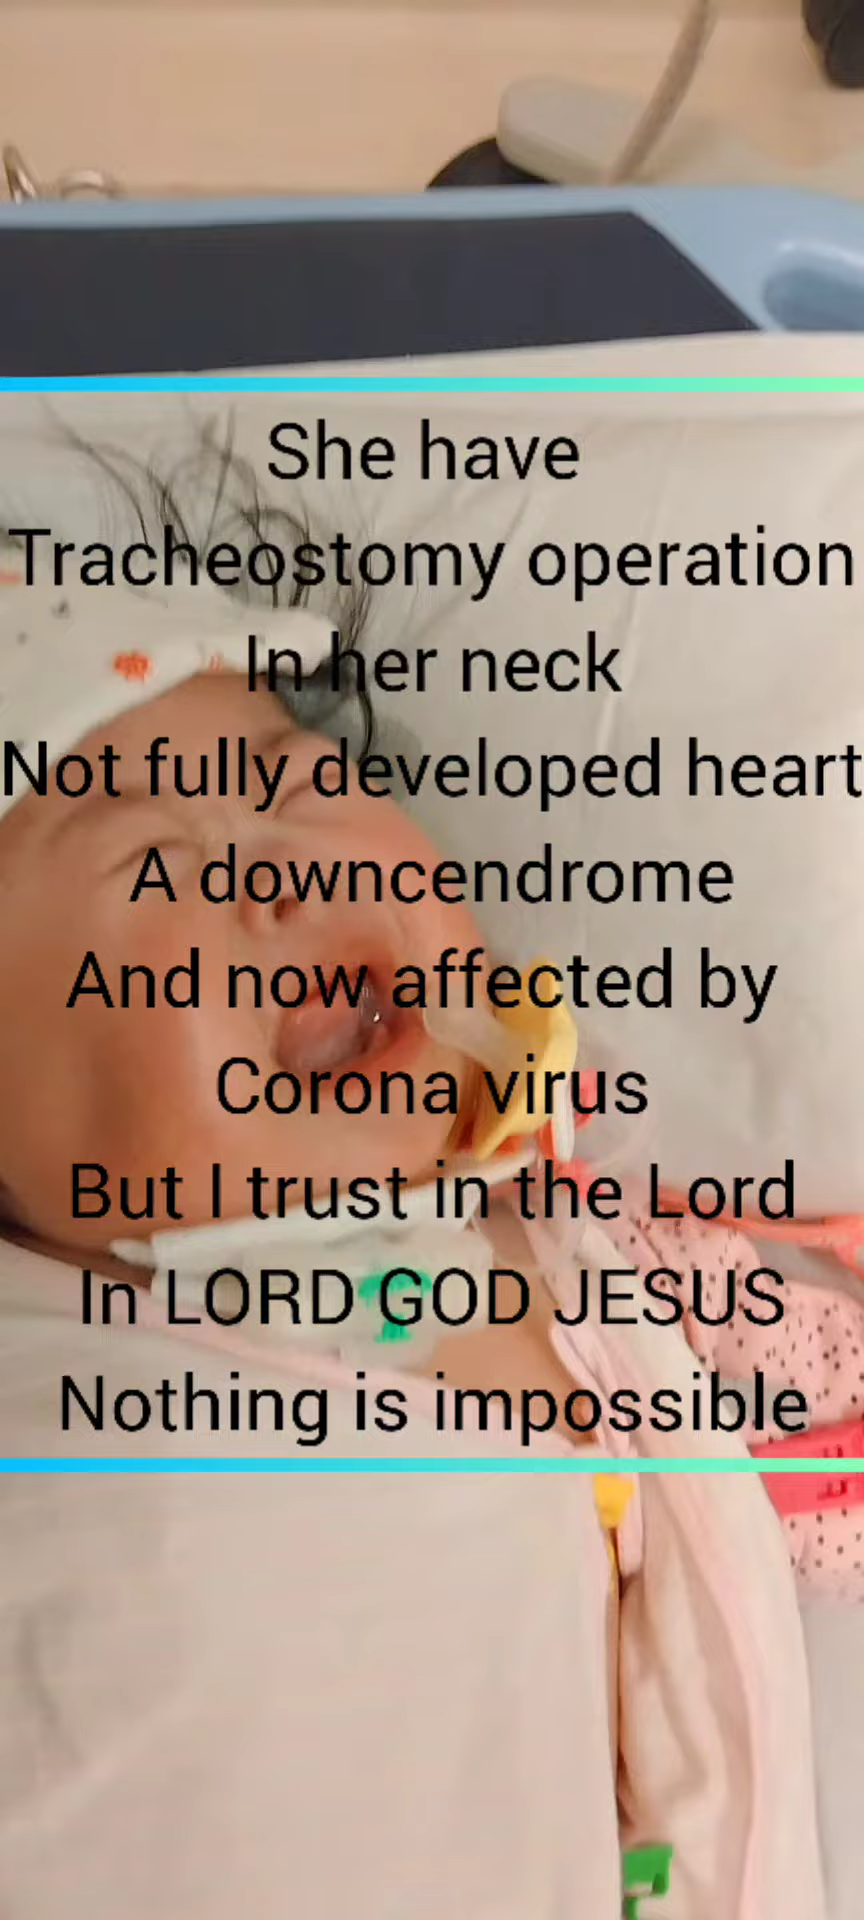 She have
Tracheostomy operation
In her neck
Not fully developed heart
A downcendrome
And now affected by
Corona virus
But I trust in the Lord
In LORD GOD JESUS
Nothing is impossible